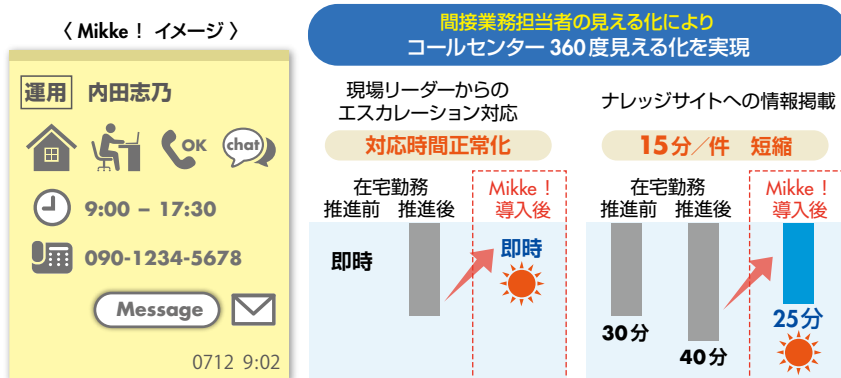 〈 Mikke！ イメージ 〉
運用 内田志乃
OK
chat
9:00 – 17:30
090-1234-5678
Message
0712 9:02
間接業務担当者の見える化により
コールセンター 360度見える化を実現
現場リーダーからの
エスカレーション対応
対応時間正常化
在宅勤務
推進前 推進後
Mikke！
導入後
即時
即時
ナレッジサイトへの情報掲載
15分／件 短縮
在宅勤務
推進前 推進後
Mikke！
導入後
30分
40分
25分